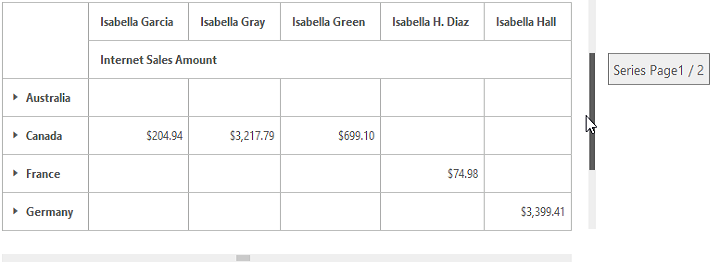 Isabella Garcia Isabella Gray Isabella Green Isabella H. Diaz Isabella Hall
Internet Sales Amount
Series Page1 / 2
Australia
Canada $204.94 $3,217.79 $699.10
France $74.98
Germany $3,399.41